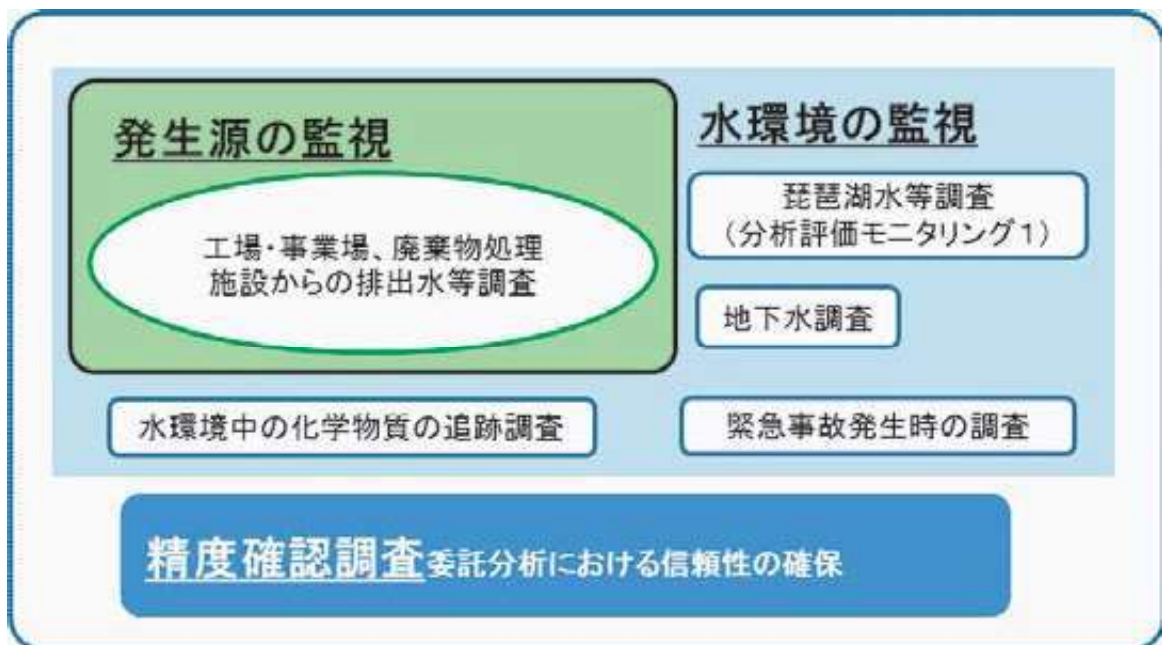 発生源の監視
工場・事業場、廃棄物処理
施設からの排出水等調査
水環境の監視
琵琶湖水等調査
(分析評価モニタリング1)
地下水調査
水環境中の化学物質の追跡調査
緊急事故発生時の調査
精度確認調査委託分析における信頼性の確保